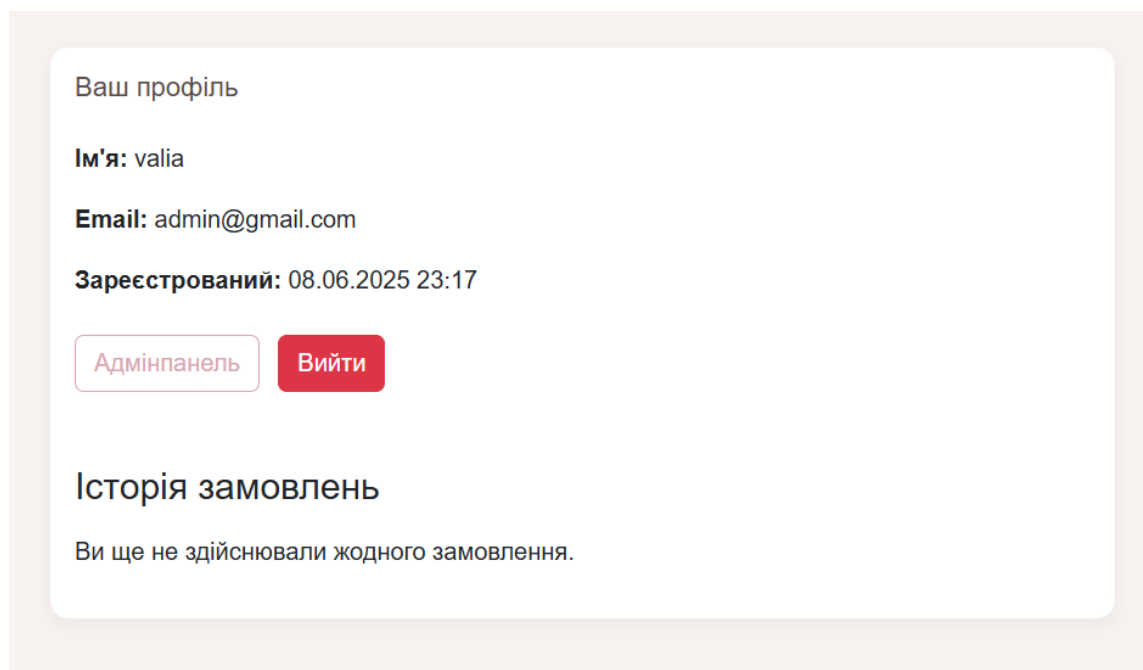 Ваш профіль
Ім'я: valia
Email: admin@gmail.com
Зареєстрований: 08.06.2025 23:17
Адмінпанель Вийти
Історія замовлень
Ви ще не здійснювали жодного замовлення.